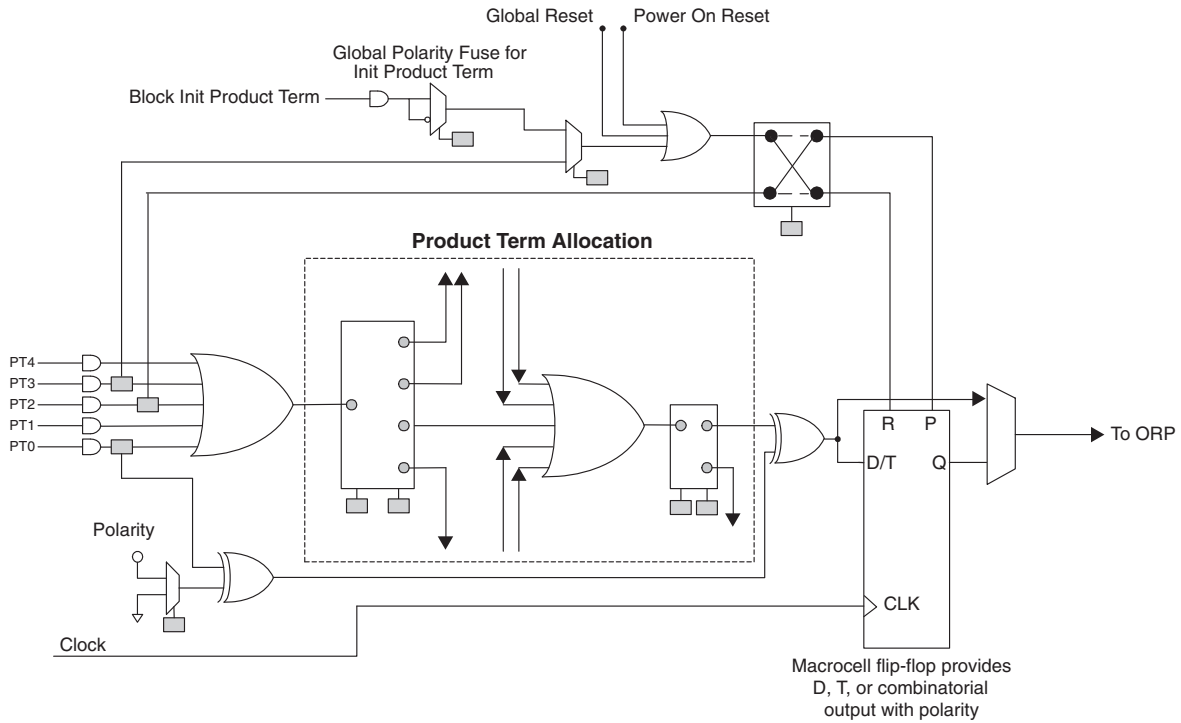 Global Reset
Power On Reset
Global Polarity Fuse for
Init Product Term
Block Init Product Term
Product Term Allocation
PT4
PT3
PT2
PT1
PT0
R
P
D/T
Q
To ORP
Polarity
CLK
Clock
Macrocell flip-flop provides
D, T, or combinatorial
output with polarity